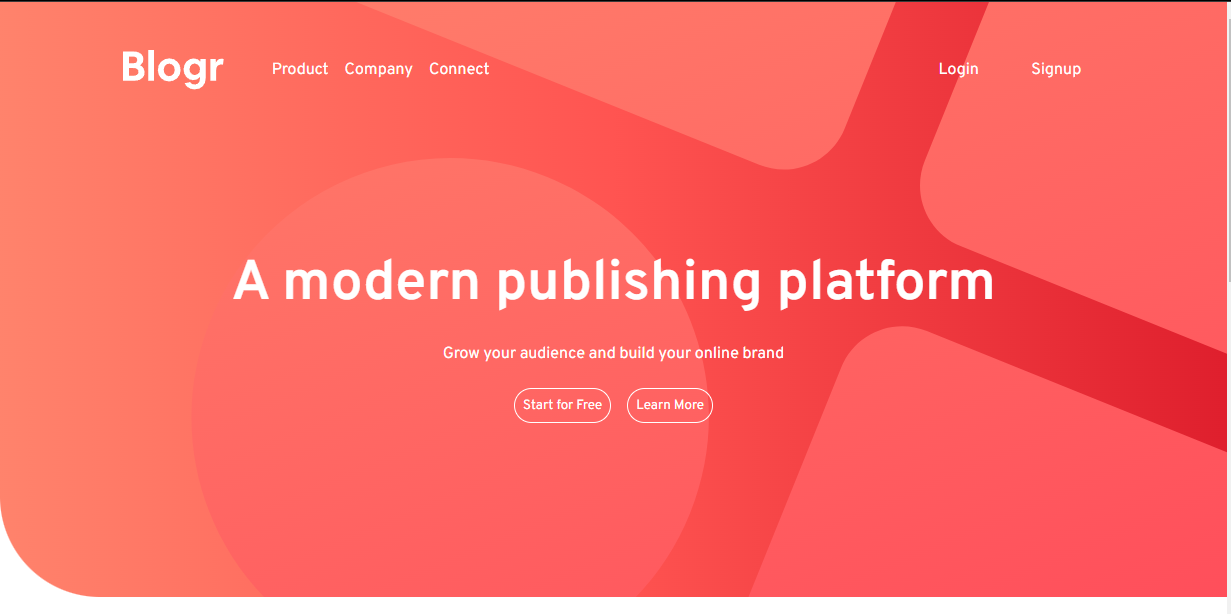 Blogr Product Company Connect Login Signup
A modern publishing platform
Grow your audience and build your online brand
Start for Free Learn More